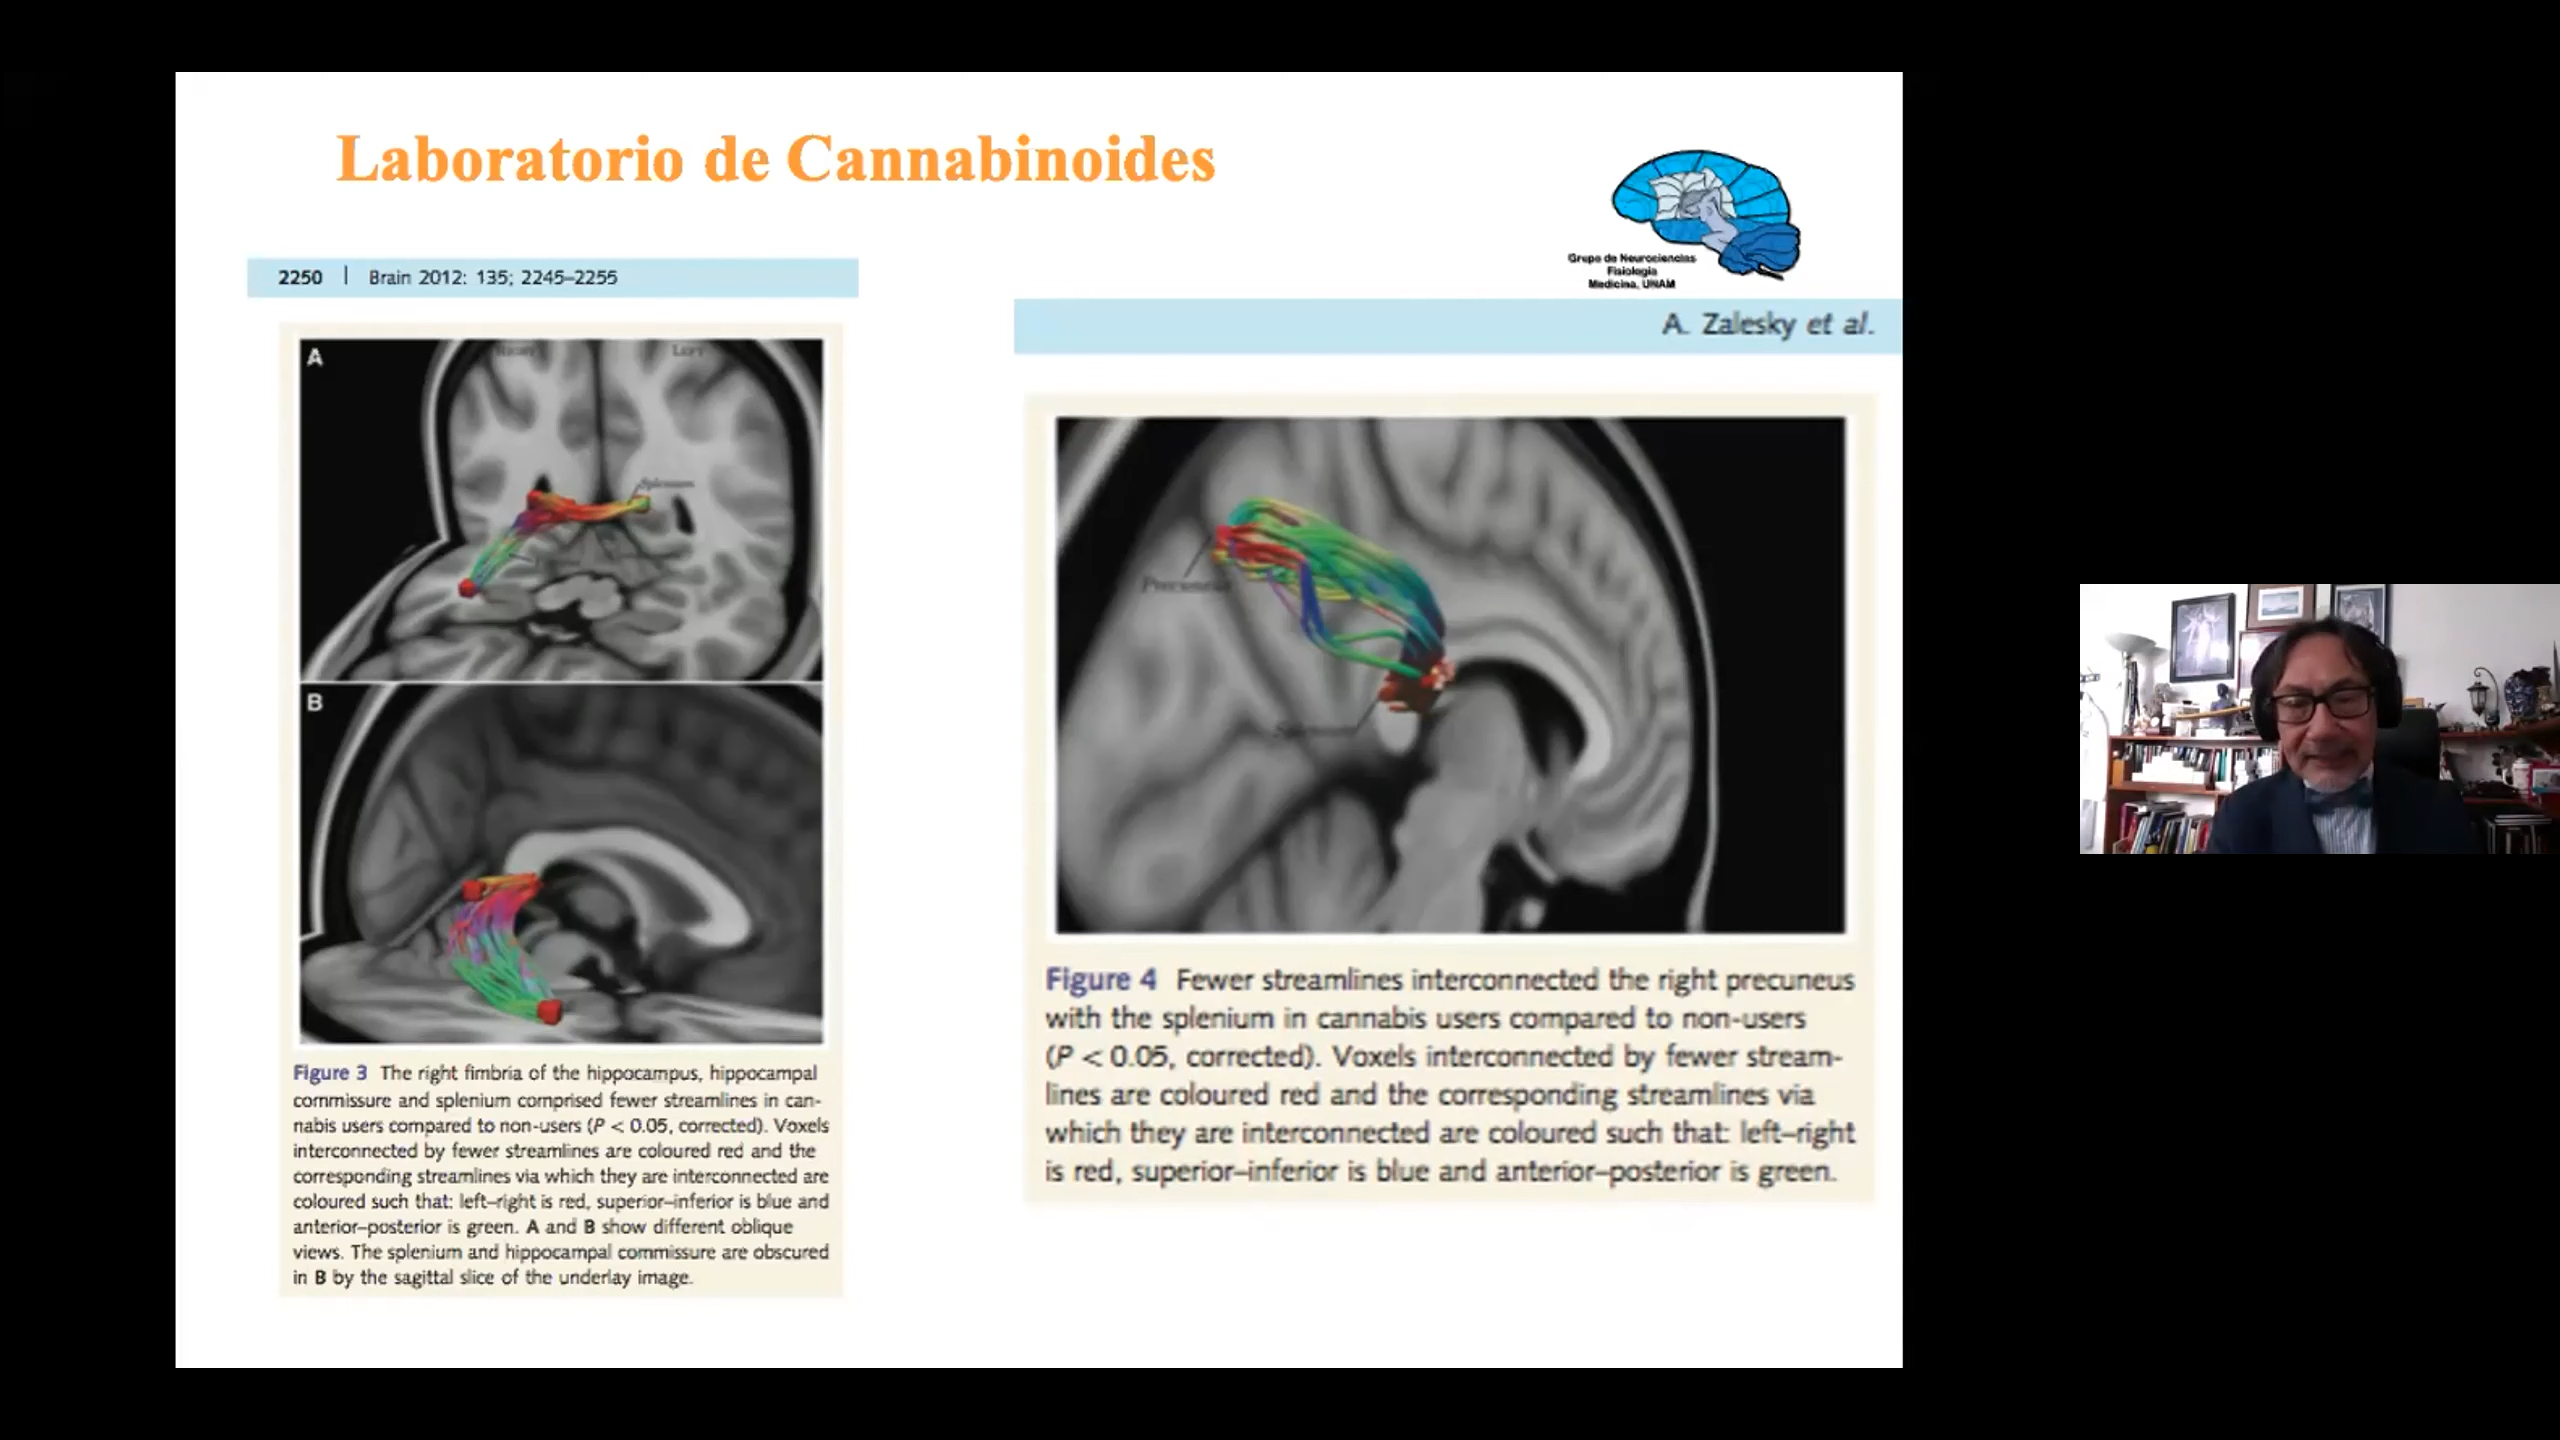 Laboratorio de Cannabinoides
Grupo de Neurociencias
Fisiología
Medicina, UNAM
2250 | Brain 2012: 135; 2245–2255
A. Zalesky et al.
A
Right
Left
Splenium
B
Figure 3 The right fimbria of the hippocampus, hippocampal
commissure and splenium comprised fewer streamlines in can-
nabis users compared to non-users (P < 0.05, corrected). Voxels
interconnected by fewer streamlines are coloured red and the
corresponding streamlines via which they are interconnected are
coloured such that: left–right is red, superior–inferior is blue and
anterior–posterior is green. A and B show different oblique
views. The splenium and hippocampal commissure are obscured
in B by the sagittal slice of the underlay image.
Precuneus
Splenium
Figure 4 Fewer streamlines interconnected the right precuneus
with the splenium in cannabis users compared to non-users
(P < 0.05, corrected). Voxels interconnected by fewer stream-
lines are coloured red and the corresponding streamlines via
which they are interconnected are coloured such that: left–right
is red, superior–inferior is blue and anterior–posterior is green.